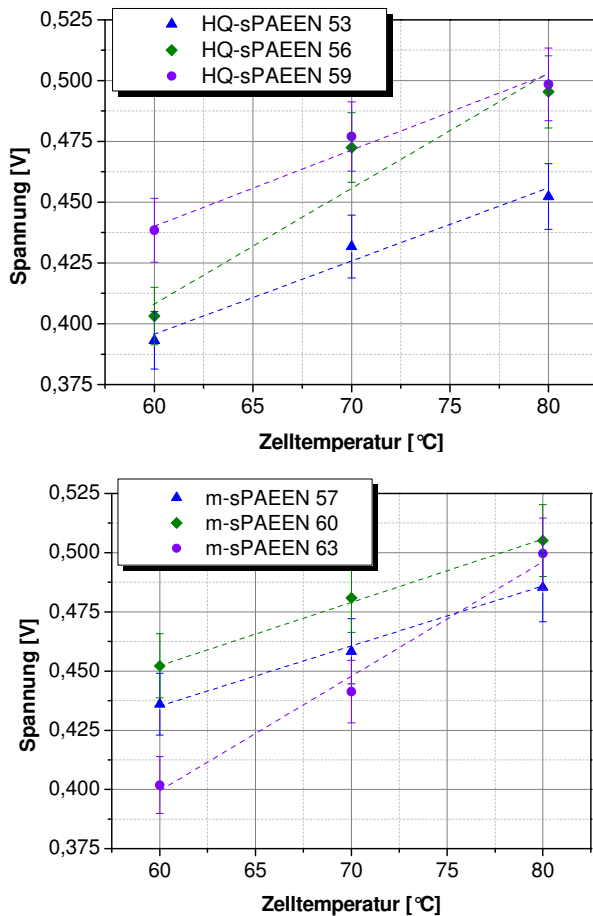 HQ-sPAEEN 53
HQ-sPAEEN 56
HQ-sPAEEN 59
0,525
0,500
0,475
0,450
0,425
0,400
0,375
Spannung [V]
60 65 70 75 80
Zelltemperatur [°C]
m-sPAEEN 57
m-sPAEEN 60
m-sPAEEN 63
0,525
0,500
0,475
0,450
0,425
0,400
0,375
Spannung [V]
60 65 70 75 80
Zelltemperatur [°C]